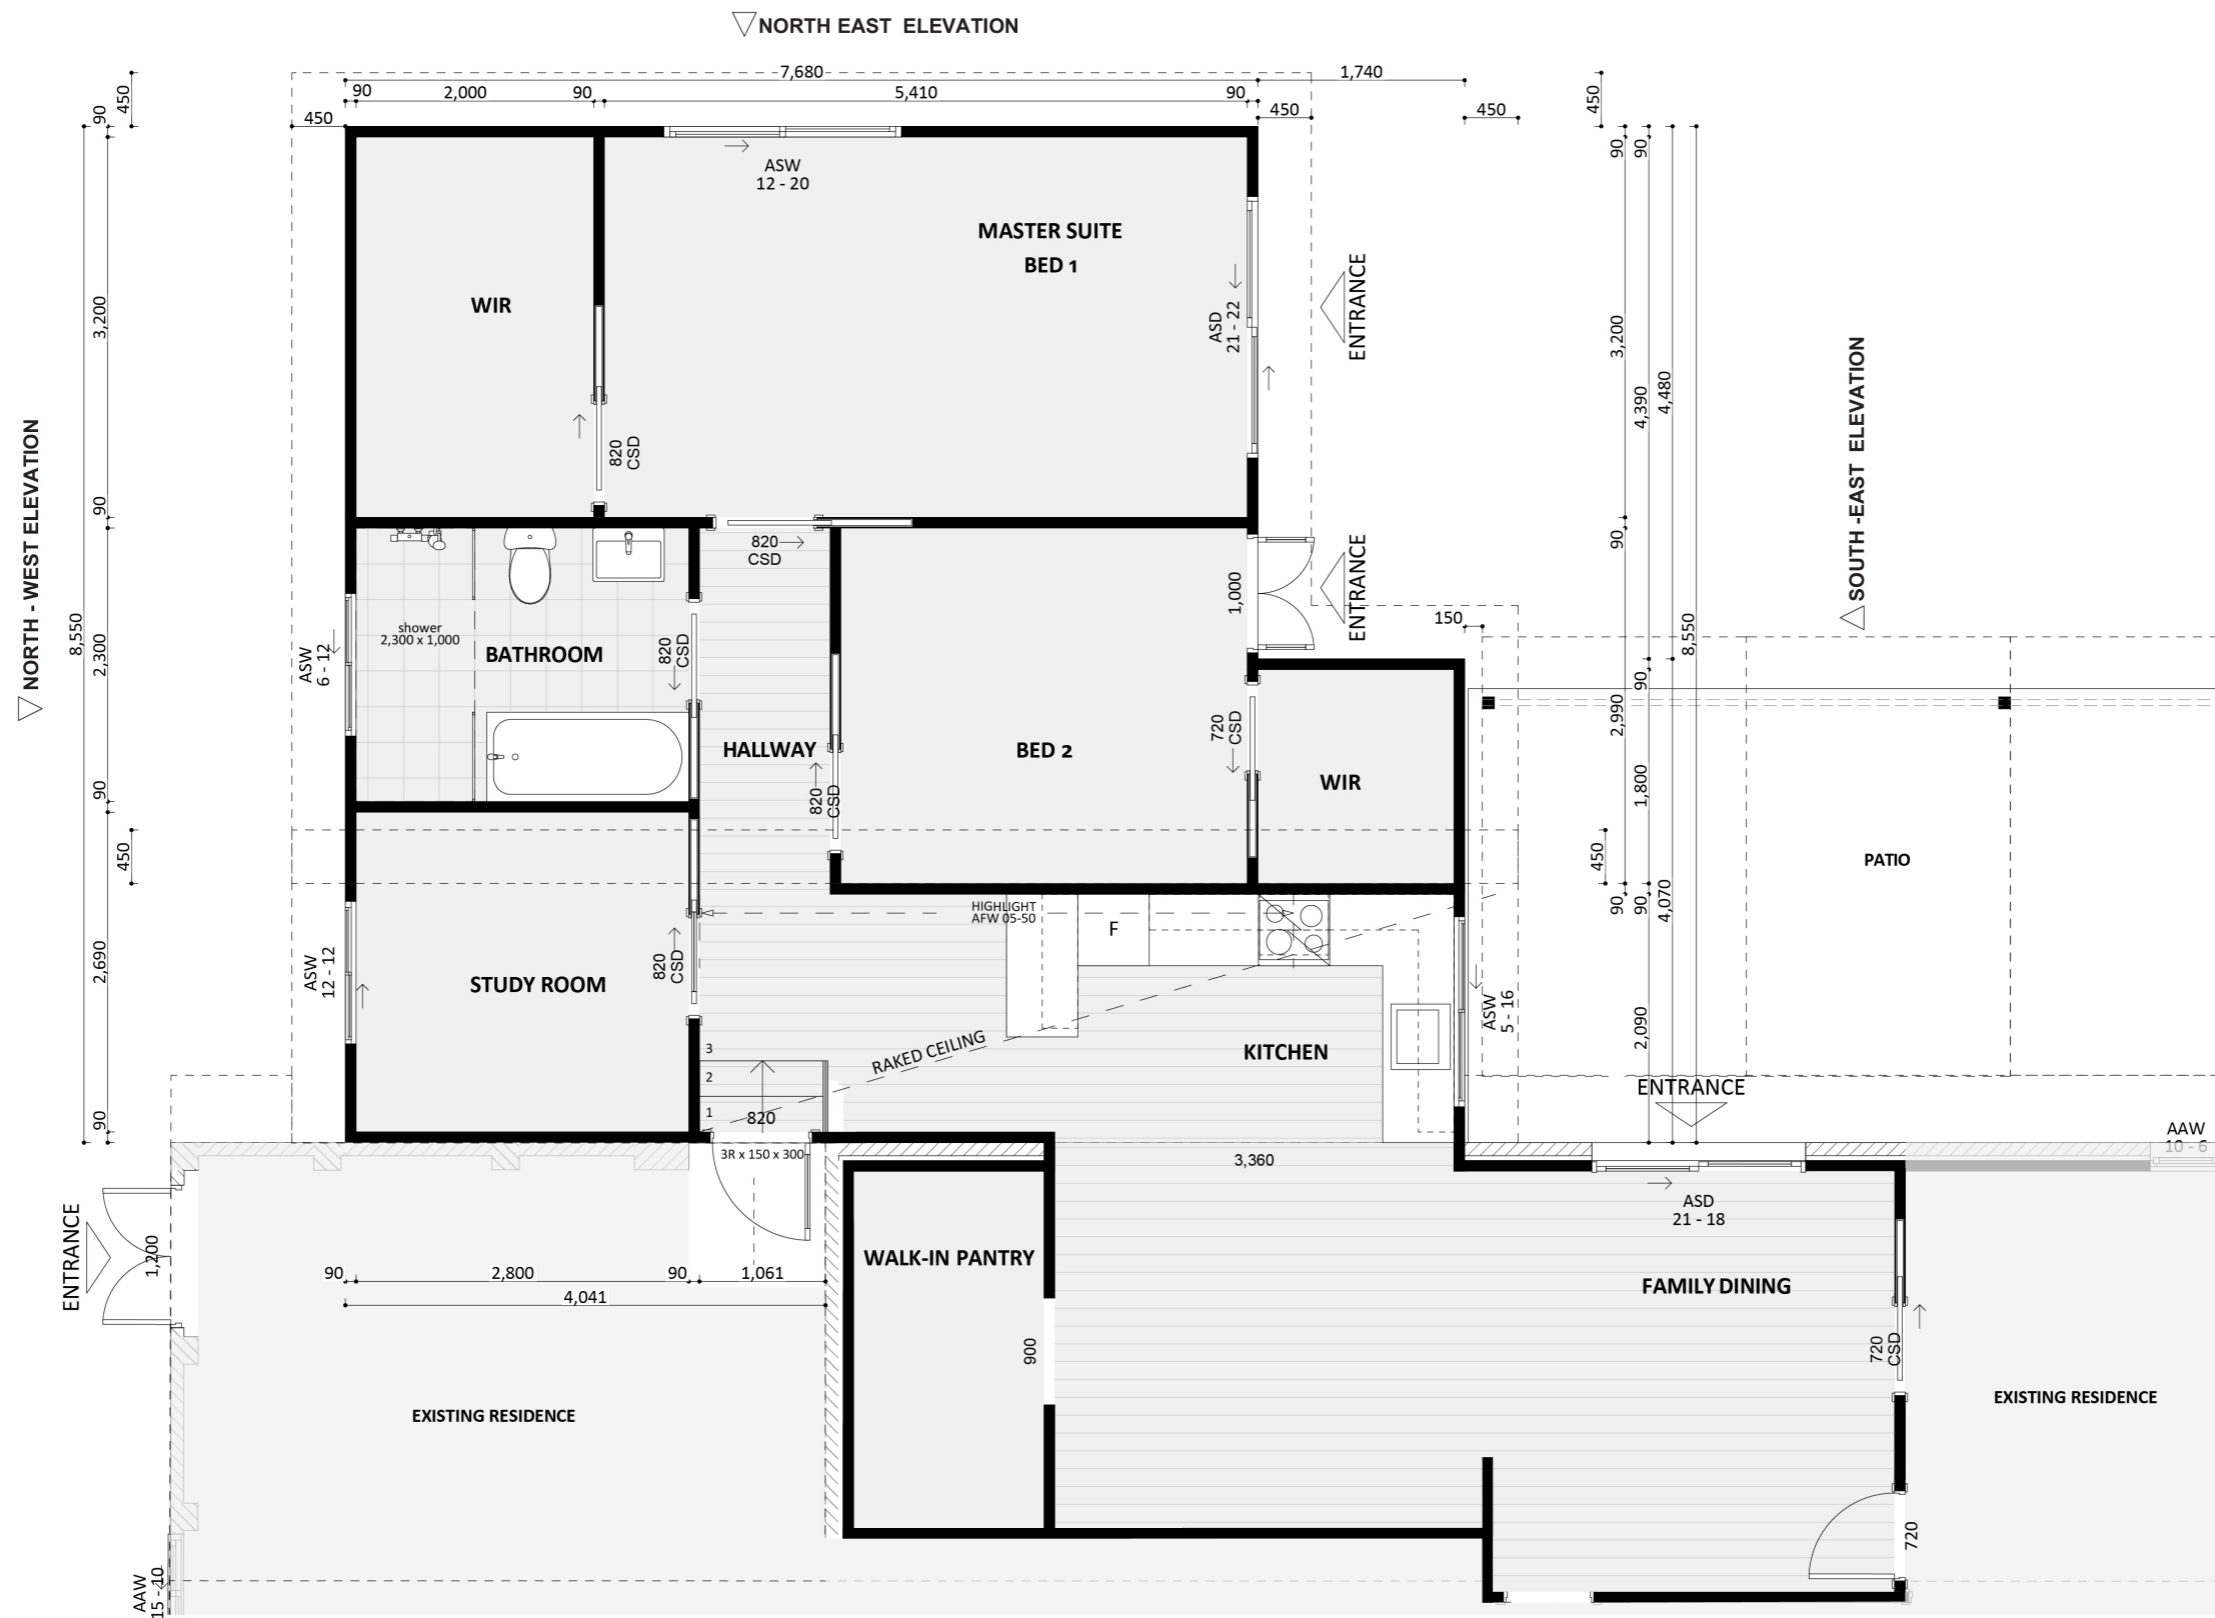 NORTH EAST ELEVATION
7,680
1,740
90
2,000
90
5,410
90
450
450
450
450
450
90
90
90
ASW
12 - 20
MASTER SUITE
BED 1
WIR
ASD
21 - 22
ENTRANCE
3,200
3,200
4,390
4,480
820
CSD
NORTH - WEST ELEVATION
SOUTH -EAST ELEVATION
90
90
820
CSD
1,000
ENTRANCE
shower
2,300 x 1,000
BATHROOM
ASW
6 - 12
820
CSD
8,550
2,300
150
8,550
90
2,990
HALLWAY
BED 2
720
CSD
WIR
820
CSD
1,800
90
450
450
PATIO
90
90
4,070
HIGHLIGHT
AFW 05-50
F
ASW
12 - 12
2,690
STUDY ROOM
820
CSD
ASW
5 - 16
2,090
RAKED CEILING
KITCHEN
3
2
1
820
90
ENTRANCE
AAW
10 - 6
3R x 150 x 300
3,360
ASD
21 - 18
ENTRANCE
1,200
WALK-IN PANTRY
90
2,800
90
1,061
4,041
FAMILY DINING
900
720
CSD
EXISTING RESIDENCE
EXISTING RESIDENCE
720
AAW
15 - 10